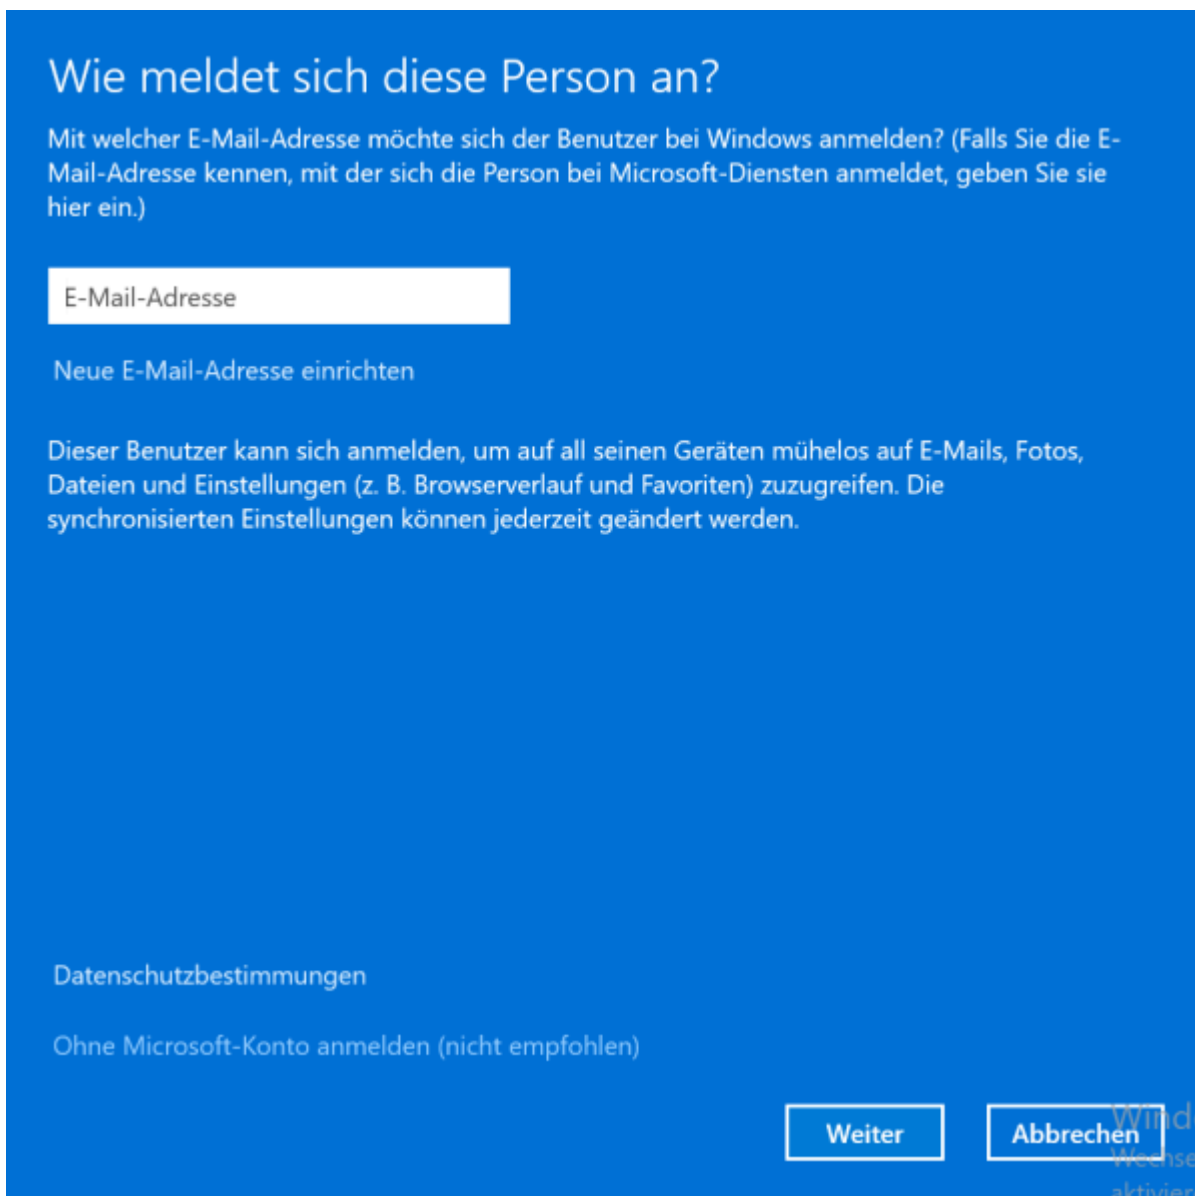 Wie meldet sich diese Person an?
Mit welcher E-Mail-Adresse möchte sich der Benutzer bei Windows anmelden? (Falls Sie die E-
Mail-Adresse kennen, mit der sich die Person bei Microsoft-Diensten anmeldet, geben Sie sie
hier ein.)
E-Mail-Adresse
Neue E-Mail-Adresse einrichten
Dieser Benutzer kann sich anmelden, um auf all seinen Geräten mühelos auf E-Mails, Fotos,
Dateien und Einstellungen (z. B. Browserverlauf und Favoriten) zuzugreifen. Die
synchronisierten Einstellungen können jederzeit geändert werden.
Datenschutzbestimmungen
Ohne Microsoft-Konto anmelden (nicht empfohlen)
Weiter
Abbrechen